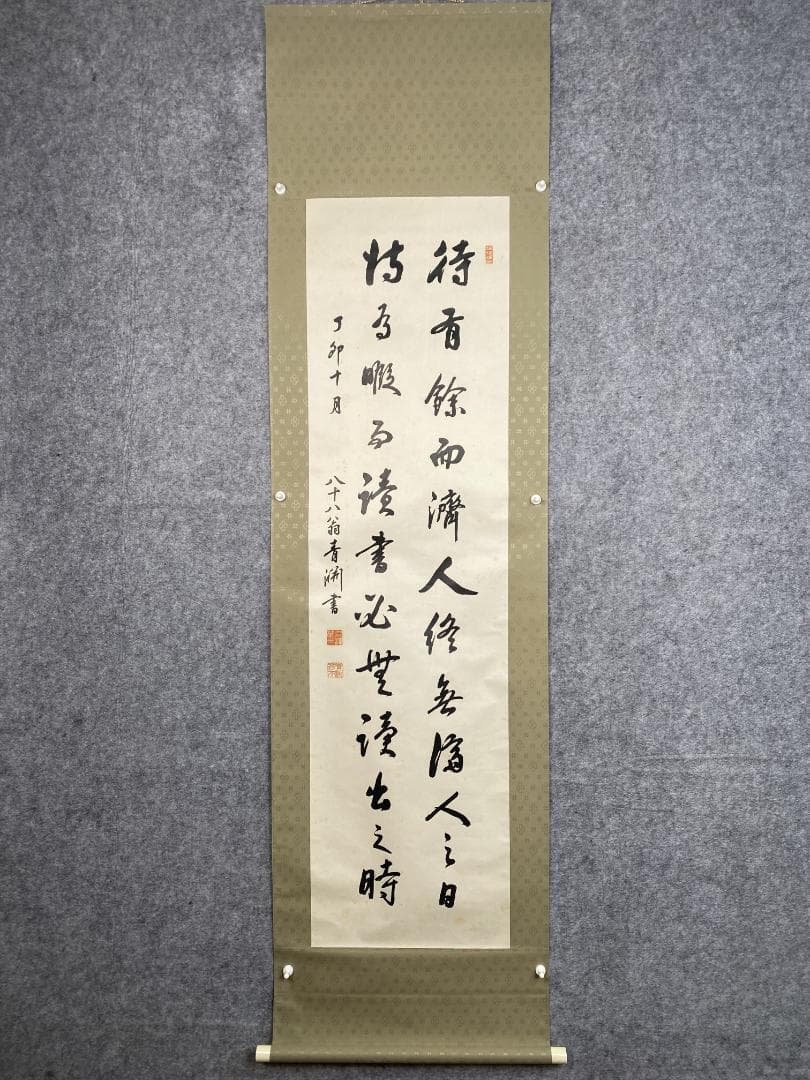 待有餘而濟人終無濟人之日
待有暇而讀書必無讀書之時
丁卯十月 八十八翁青淵書